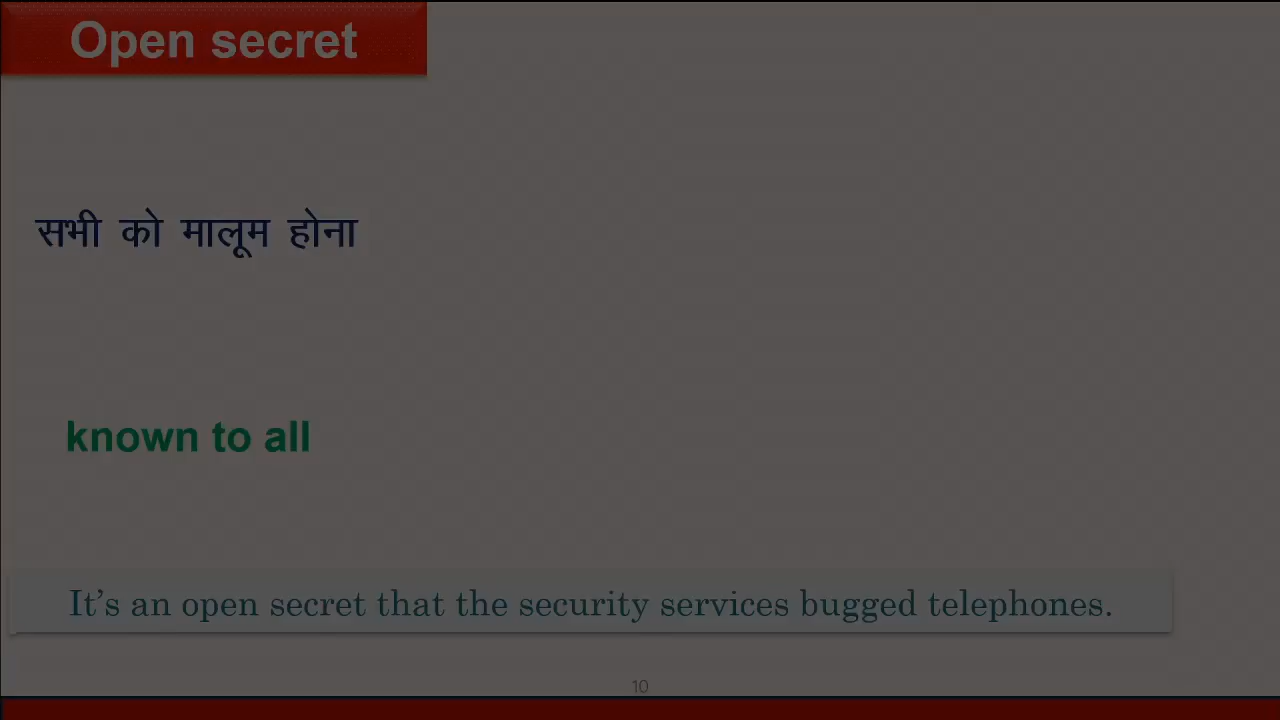 Open secret
सभी को मालूम होना
known to all
It’s an open secret that the security services bugged telephones.
10